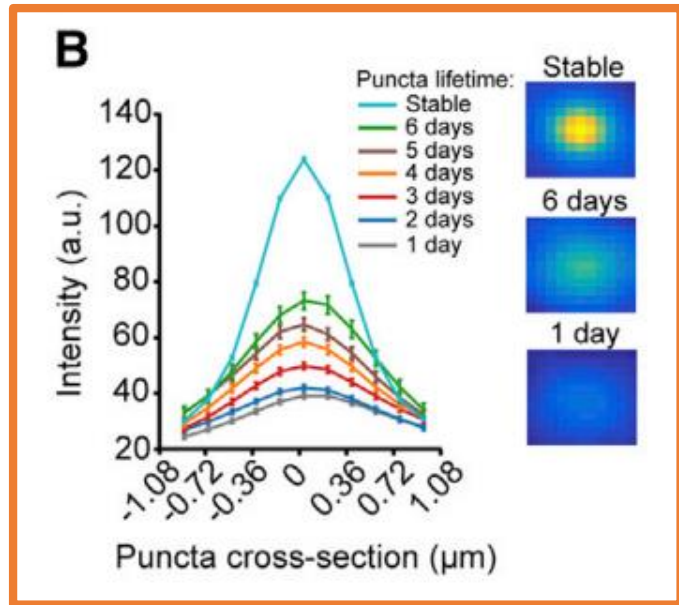 B
Puncta lifetime:
Stable
6 days
5 days
4 days
3 days
2 days
1 day
Stable
6 days
1 day
140
120
100
80
60
40
20
Intensity (a.u.)
-1.08
-0.72
-0.36
0
0.36
0.72
1.08
Puncta cross-section (μm)